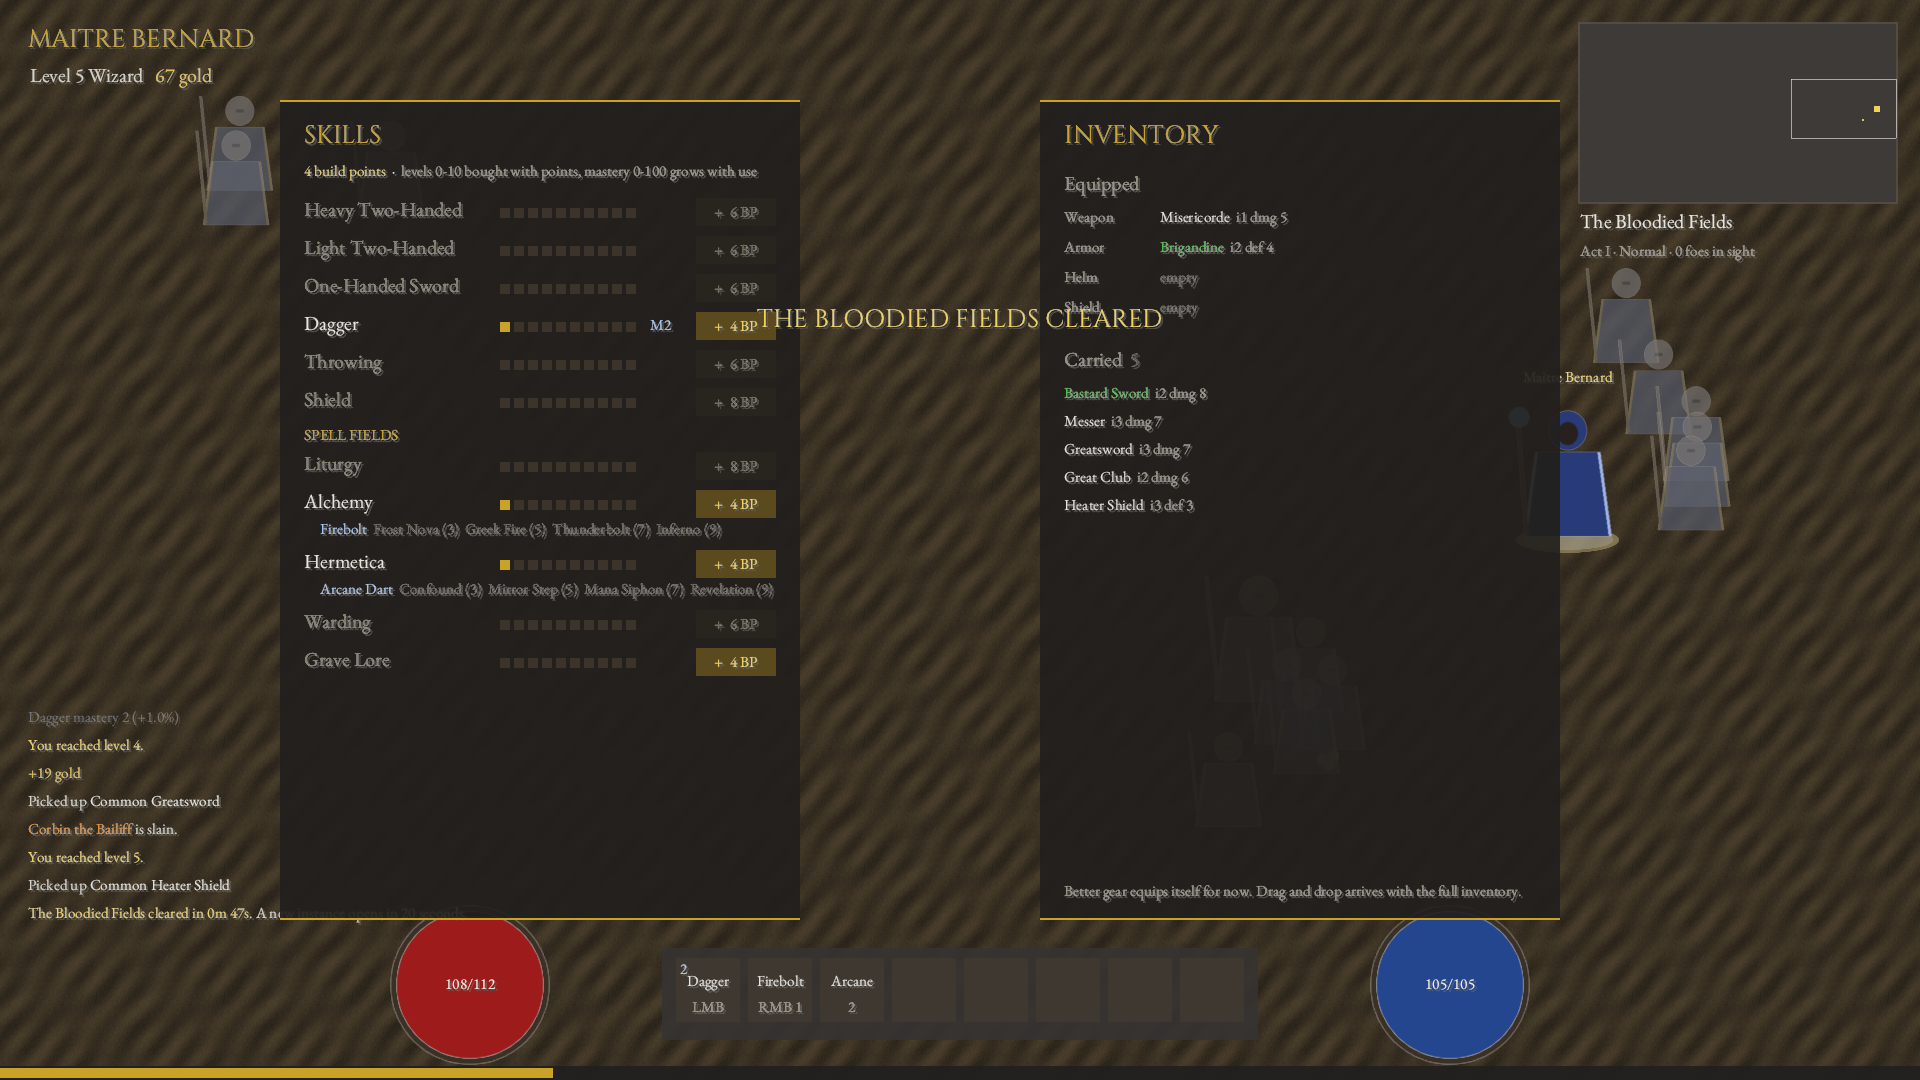 MAITRE BERNARD
Level 5 Wizard 67 gold
SKILLS
4 build points · levels 0-10 bought with points, mastery 0-100 grows with use
Heavy Two-Handed + 6 BP
Light Two-Handed + 6 BP
One-Handed Sword + 6 BP
Dagger M2 + 4 BP
Throwing + 6 BP
Shield + 8 BP
SPELL FIELDS
Liturgy + 8 BP
Alchemy + 4 BP
Firebolt Frost Nova (3) Greek Fire (5) Thunderbolt (7) Inferno (9)
Hermetica + 4 BP
Arcane Dart Confound (3) Mirror Step (5) Mana Siphon (7) Revelation (9)
Warding + 6 BP
Grave Lore + 4 BP
THE BLOODIED FIELDS CLEARED
INVENTORY
Equipped
Weapon Misericorde i1 dmg 5
Armor Brigandine i2 def 4
Helm empty
Shield empty
Carried 5
Bastard Sword i2 dmg 8
Messer i3 dmg 7
Greatsword i3 dmg 7
Great Club i2 dmg 6
Heater Shield i3 def 3
Better gear equips itself for now. Drag and drop arrives with the full inventory.
The Bloodied Fields
Act I · Normal · 0 foes in sight
Maitre Bernard
Dagger mastery 2 (+1.0%)
You reached level 4.
+19 gold
Picked up Common Greatsword
Corbin the Bailiff is slain.
You reached level 5.
Picked up Common Heater Shield
The Bloodied Fields cleared in 0m 47s. A new instance opens in 20 seconds.
108/112
2
Dagger Firebolt Arcane
LMB RMB 1 2
105/105